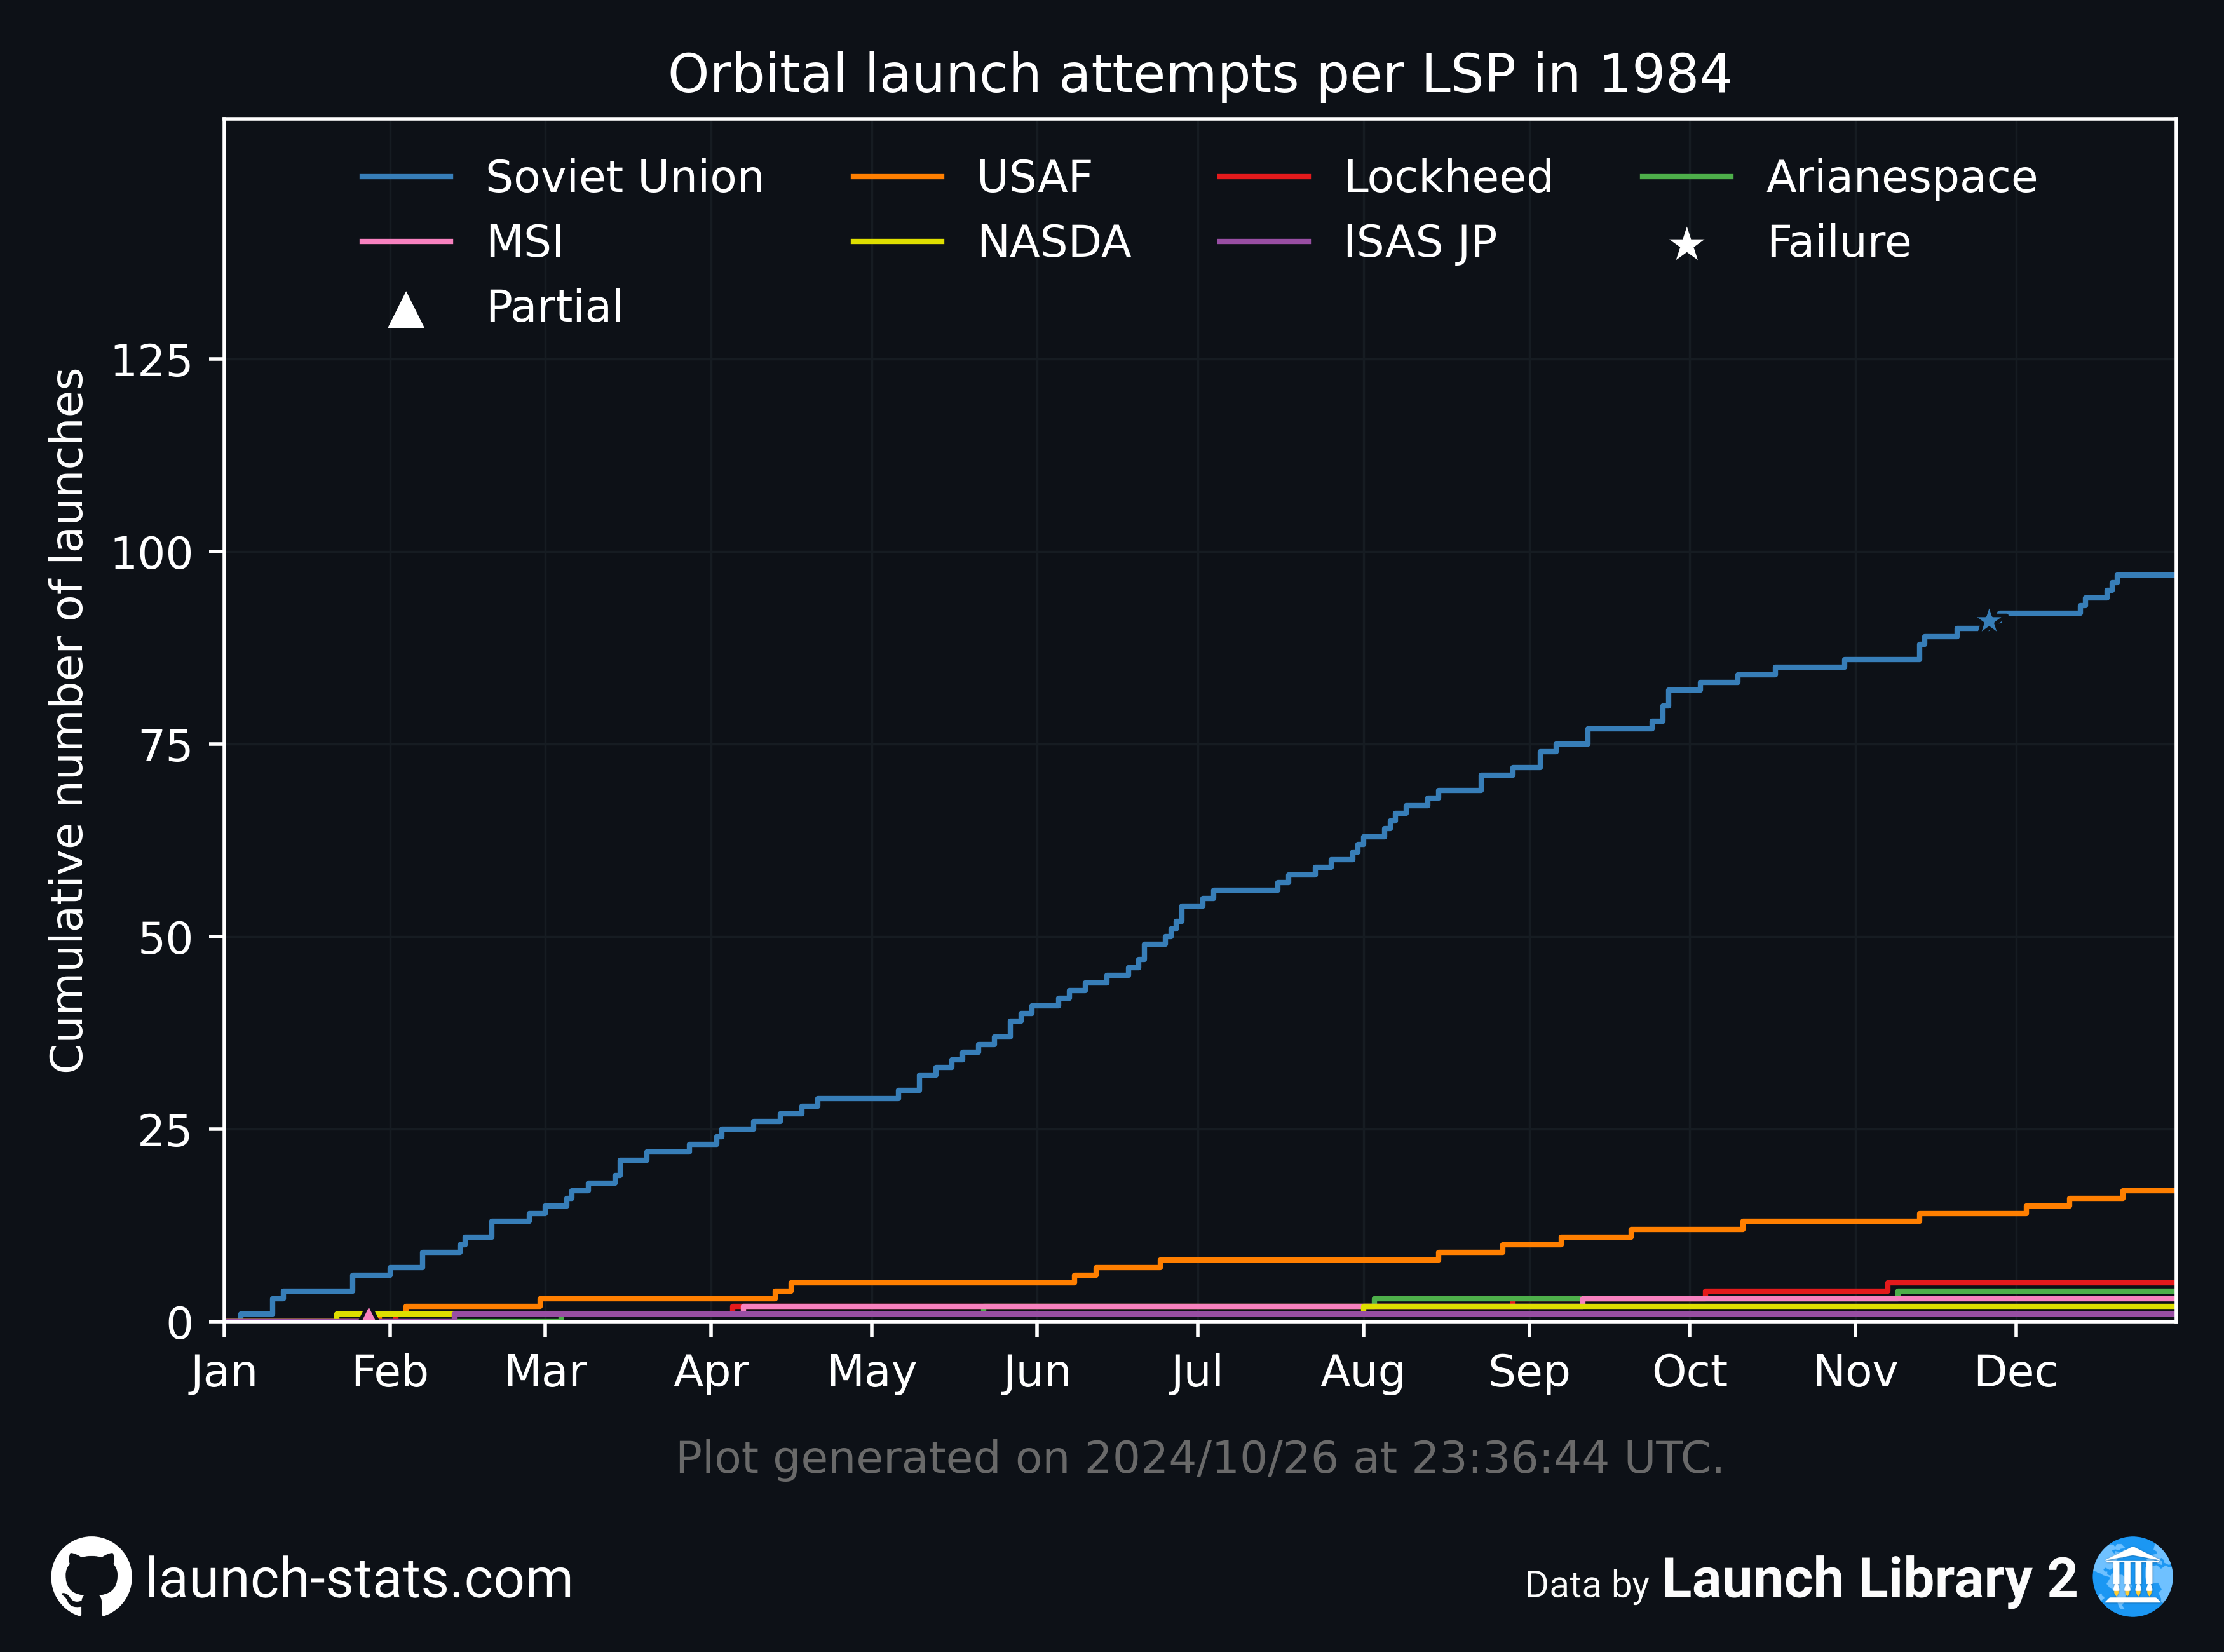 Orbital launch attempts per LSP in 1984
Soviet Union USAF Lockheed Arianespace
MSI NASDA ISAS JP Failure
Partial
Cumulative number of launches
125
100
75
50
25
0
Jan Feb Mar Apr May Jun Jul Aug Sep Oct Nov Dec
Plot generated on 2024/10/26 at 23:36:44 UTC.
launch-stats.com
Data by Launch Library 2